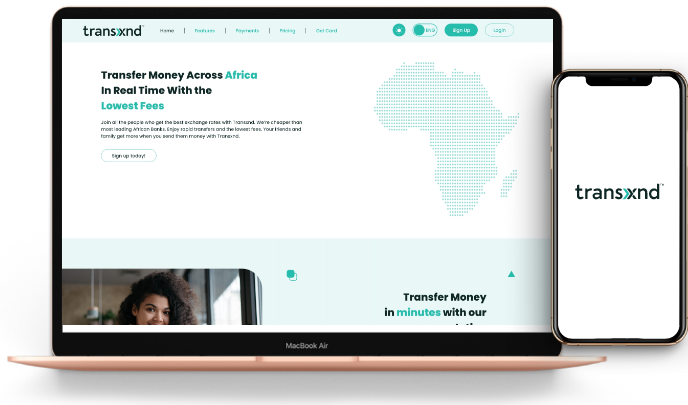 transxnd
Home | Features | Payments | Pricing | Get Card
ENG
Sign Up
Login
Transfer Money Across Africa
In Real Time With the
Lowest Fees
Join all the people who get the best exchange rates with Transxnd. We're cheaper than
most leading African Banks. Enjoy rapid transfers and the lowest fees. Your friends and
family get more when you send them money with Transxnd.
Sign up today!
Transfer Money
in minutes with our
MacBook Air
transxnd